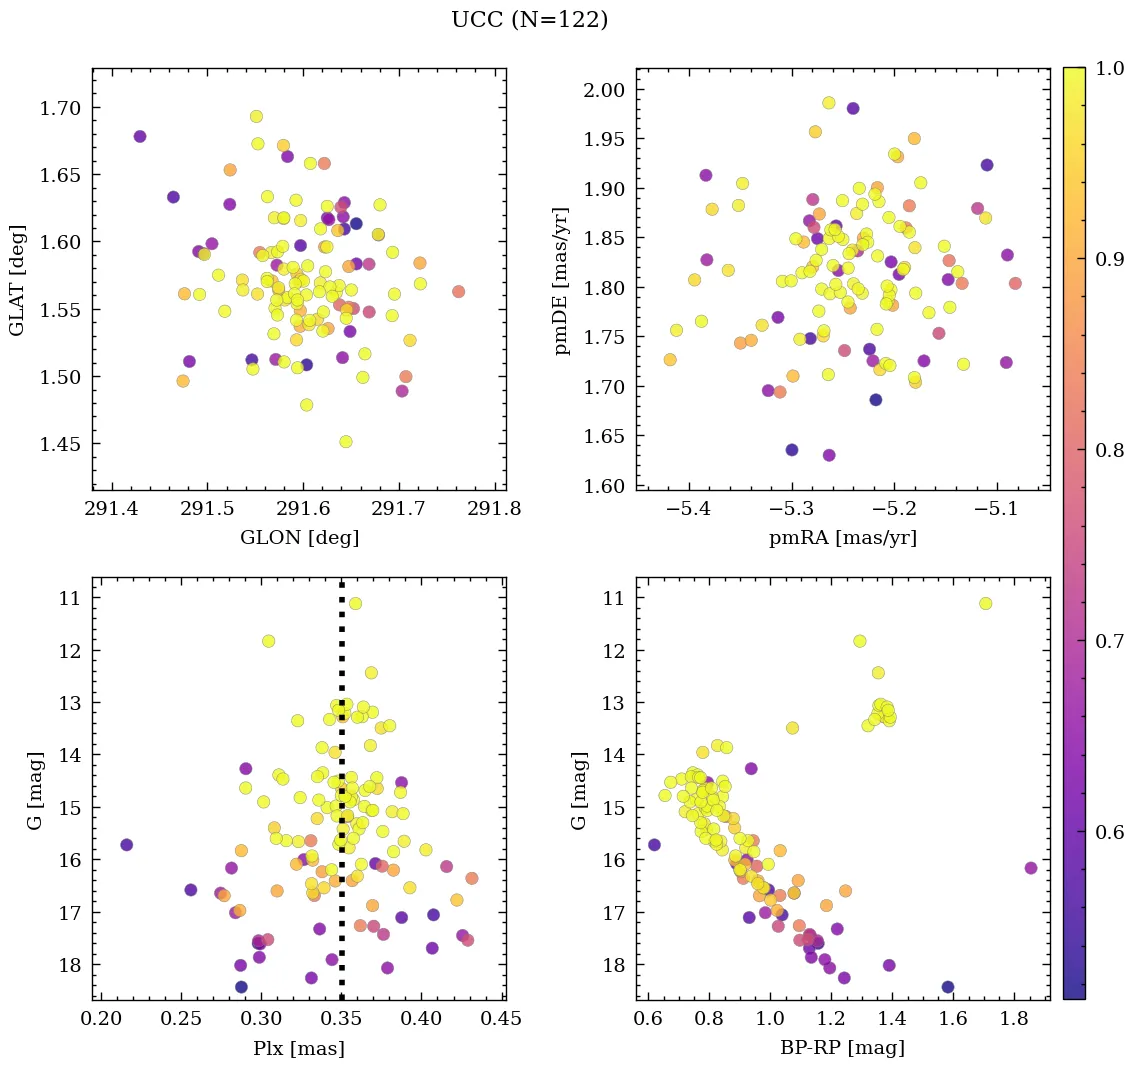 UCC (N=122)
1.70
1.65
1.60
1.55
1.50
1.45
GLAT [deg]
291.4 291.5 291.6 291.7 291.8
GLON [deg]
2.00
1.95
1.90
1.85
1.80
1.75
1.70
1.65
1.60
pmDE [mas/yr]
−5.4 −5.3 −5.2 −5.1
pmRA [mas/yr]
1.0
0.9
0.8
0.7
0.6
11
12
13
14
15
16
17
18
G [mag]
0.20 0.25 0.30 0.35 0.40 0.45
Plx [mas]
11
12
13
14
15
16
17
18
G [mag]
0.6 0.8 1.0 1.2 1.4 1.6 1.8
BP-RP [mag]